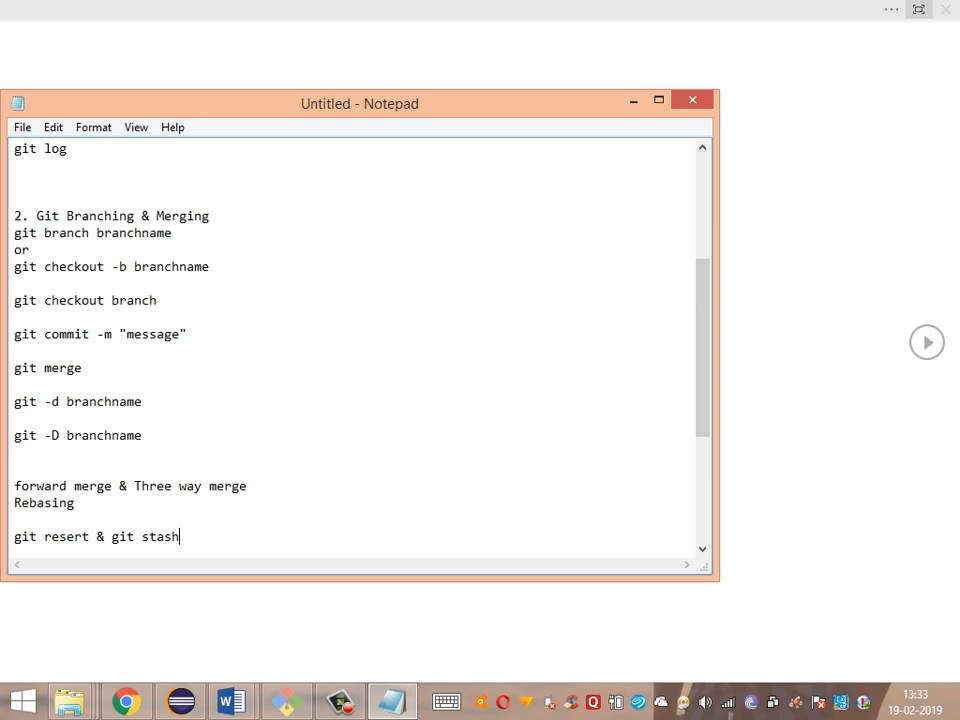 Untitled - Notepad
File Edit Format View Help
git log
2. Git Branching & Merging
git branch branchname
or
git checkout -b branchname
git checkout branch
git commit -m "message"
git merge
git -d branchname
git -D branchname
forward merge & Three way merge
Rebasing
git resert & git stash
13:33
19-02-2019